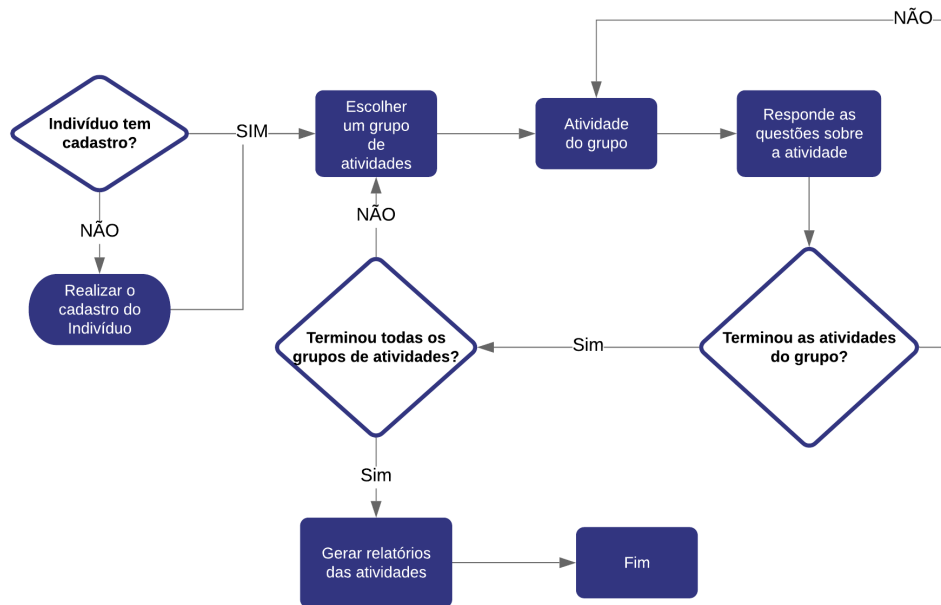 NÃO
Indivíduo tem
cadastro?
SIM
Escolher
um grupo
de
atividades
Atividade
do grupo
Responde as
questões sobre
a atividade
NÃO
Realizar o
cadastro do
Indivíduo
NÃO
Terminou todas os
grupos de atividades?
Sim
Terminou as atividades
do grupo?
Sim
Gerar relatórios
das atividades
Fim